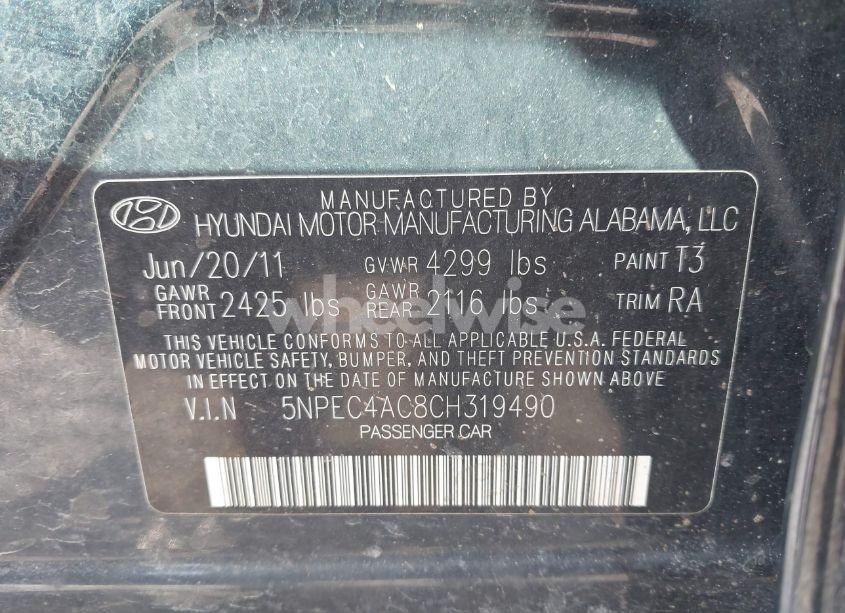 MANUFACTURED BY
HYUNDAI MOTOR MANUFACTURING ALABAMA, LLC
Jun/20/11 GVWR 4299 lbs PAINT T3
GAWR FRONT 2425 lbs GAWR REAR 2116 lbs TRIM RA
wheelwise
THIS VEHICLE CONFORMS TO ALL APPLICABLE U.S.A. FEDERAL
MOTOR VEHICLE SAFETY, BUMPER, AND THEFT PREVENTION STANDARDS
IN EFFECT ON THE DATE OF MANUFACTURE SHOWN ABOVE
V.I.N 5NPEC4AC8CH319490
PASSENGER CAR